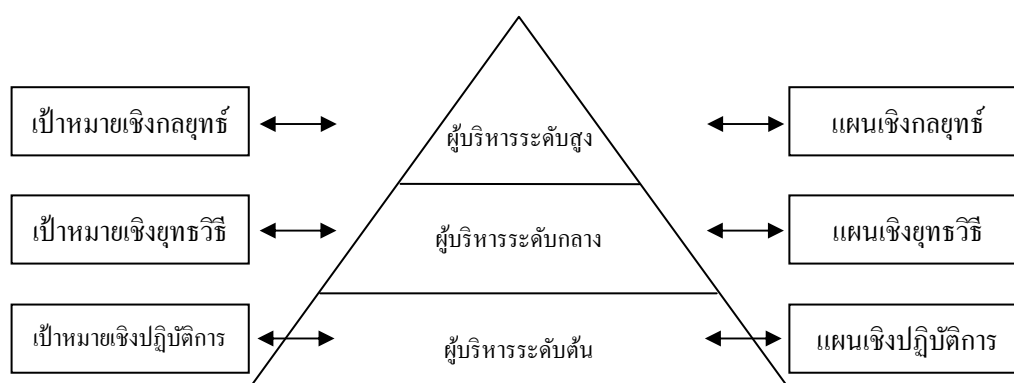 เป้าหมายเชิงกลยุทธ์
ผู้บริหารระดับสูง
แผนเชิงกลยุทธ์
เป้าหมายเชิงยุทธวิธี
ผู้บริหารระดับกลาง
แผนเชิงยุทธวิธี
เป้าหมายเชิงปฏิบัติการ
ผู้บริหารระดับต้น
แผนเชิงปฏิบัติการ